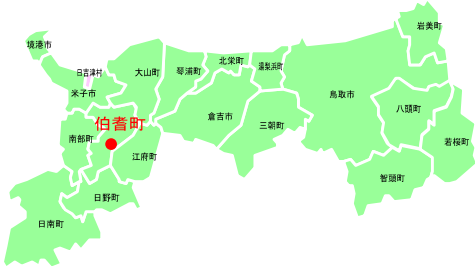 岩美町
境港市
日吉津村
大山町
琴浦町
北栄町
湯梨浜町
米子市
鳥取市
八頭町
倉吉市
三朝町
伯耆町
南部町
若桜町
江府町
智頭町
日野町
日南町